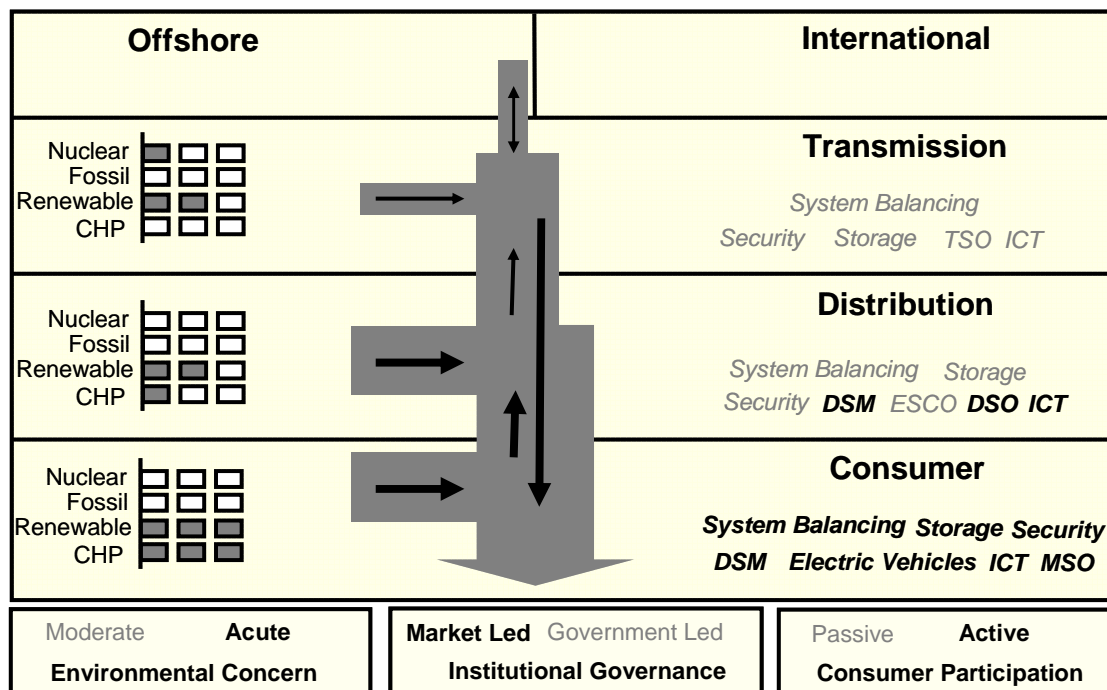 Offshore
International
Nuclear
Fossil
Renewable
CHP
Transmission
System Balancing
Security Storage TSO ICT
Nuclear
Fossil
Renewable
CHP
Distribution
System Balancing Storage
Security DSM ESCO DSO ICT
Nuclear
Fossil
Renewable
CHP
Consumer
System Balancing Storage Security
DSM Electric Vehicles ICT MSO
Moderate Acute
Environmental Concern
Market Led Government Led
Institutional Governance
Passive Active
Consumer Participation